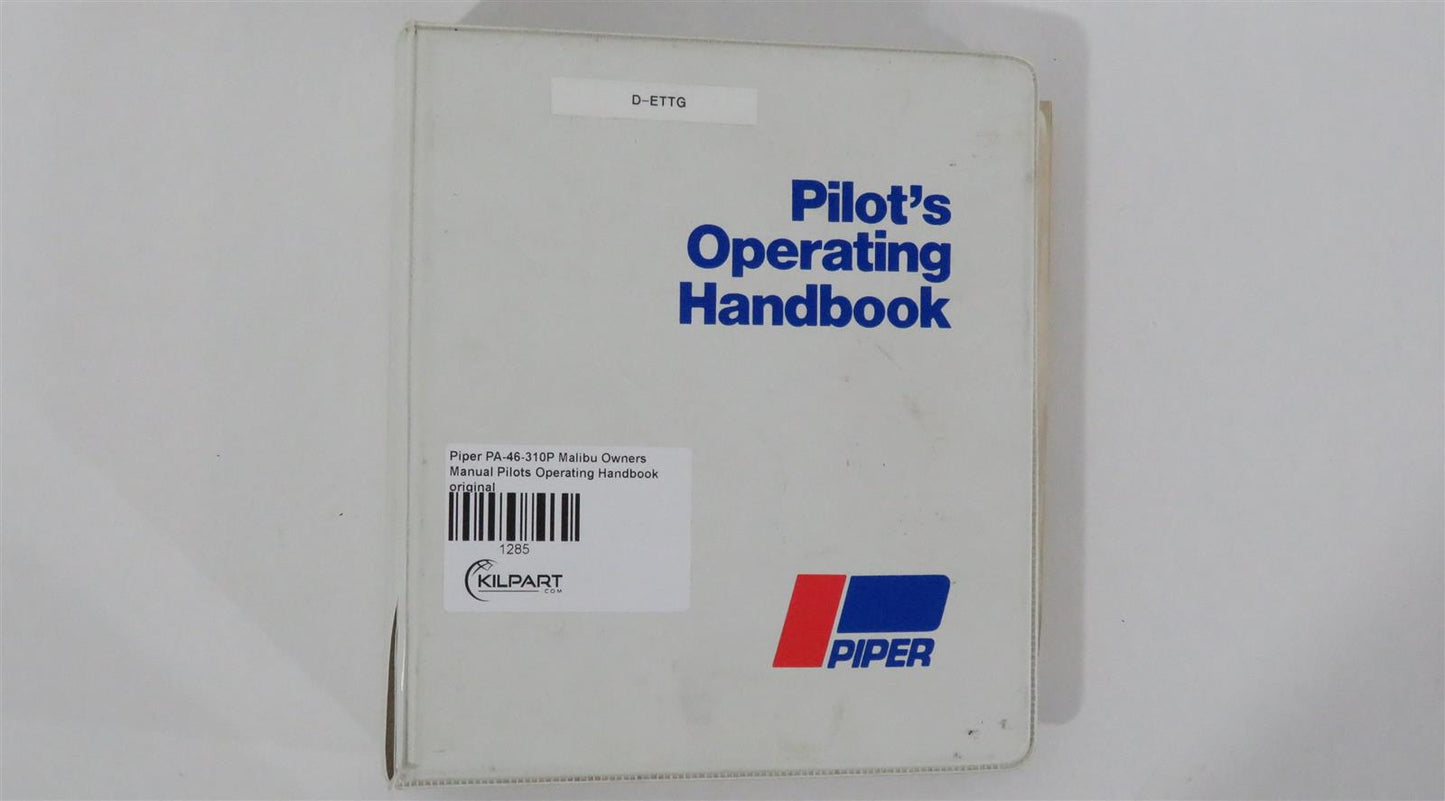 D-ETTG
Pilot's
Operating
Handbook
Piper PA-46-310P Malibu Owners
Manual Pilots Operating Handbook
original
1285
KILPART
.COM
PIPER